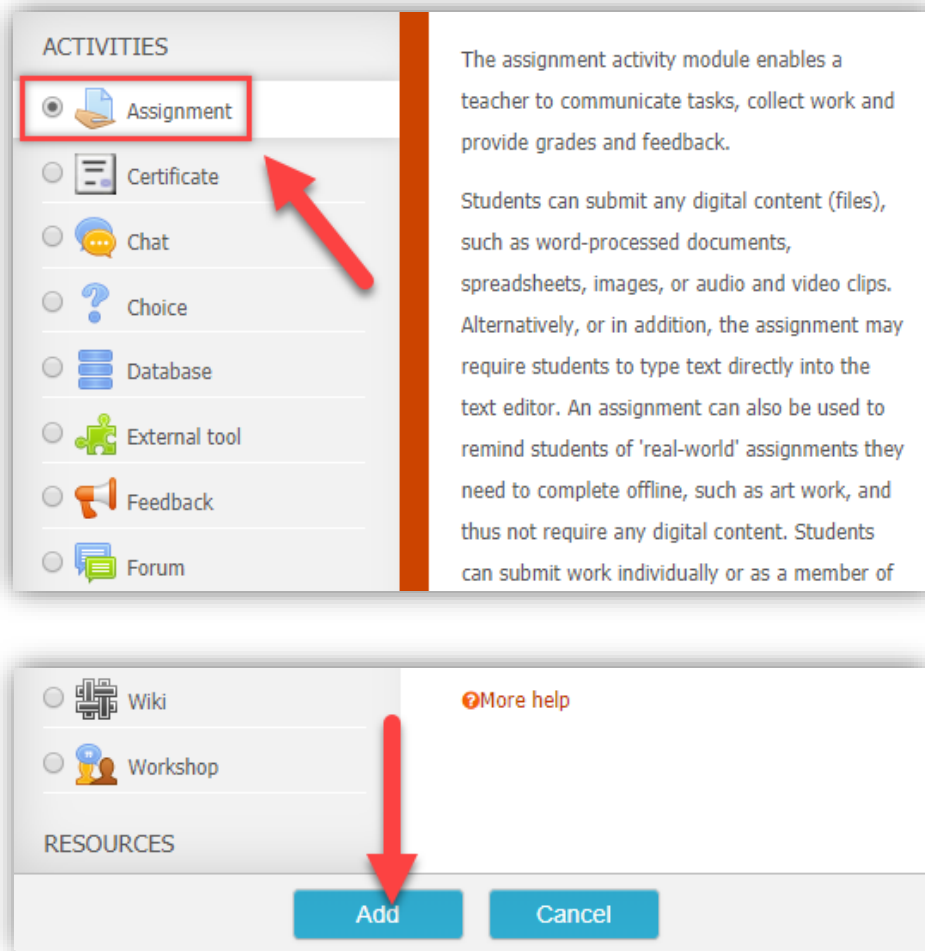 ACTIVITIES
Assignment
Certificate
Chat
Choice
Database
External tool
Feedback
Forum
The assignment activity module enables a
teacher to communicate tasks, collect work and
provide grades and feedback.
Students can submit any digital content (files),
such as word-processed documents,
spreadsheets, images, or audio and video clips.
Alternatively, or in addition, the assignment may
require students to type text directly into the
text editor. An assignment can also be used to
remind students of 'real-world' assignments they
need to complete offline, such as art work, and
thus not require any digital content. Students
can submit work individually or as a member of
Wiki
Workshop
RESOURCES
More help
Add
Cancel